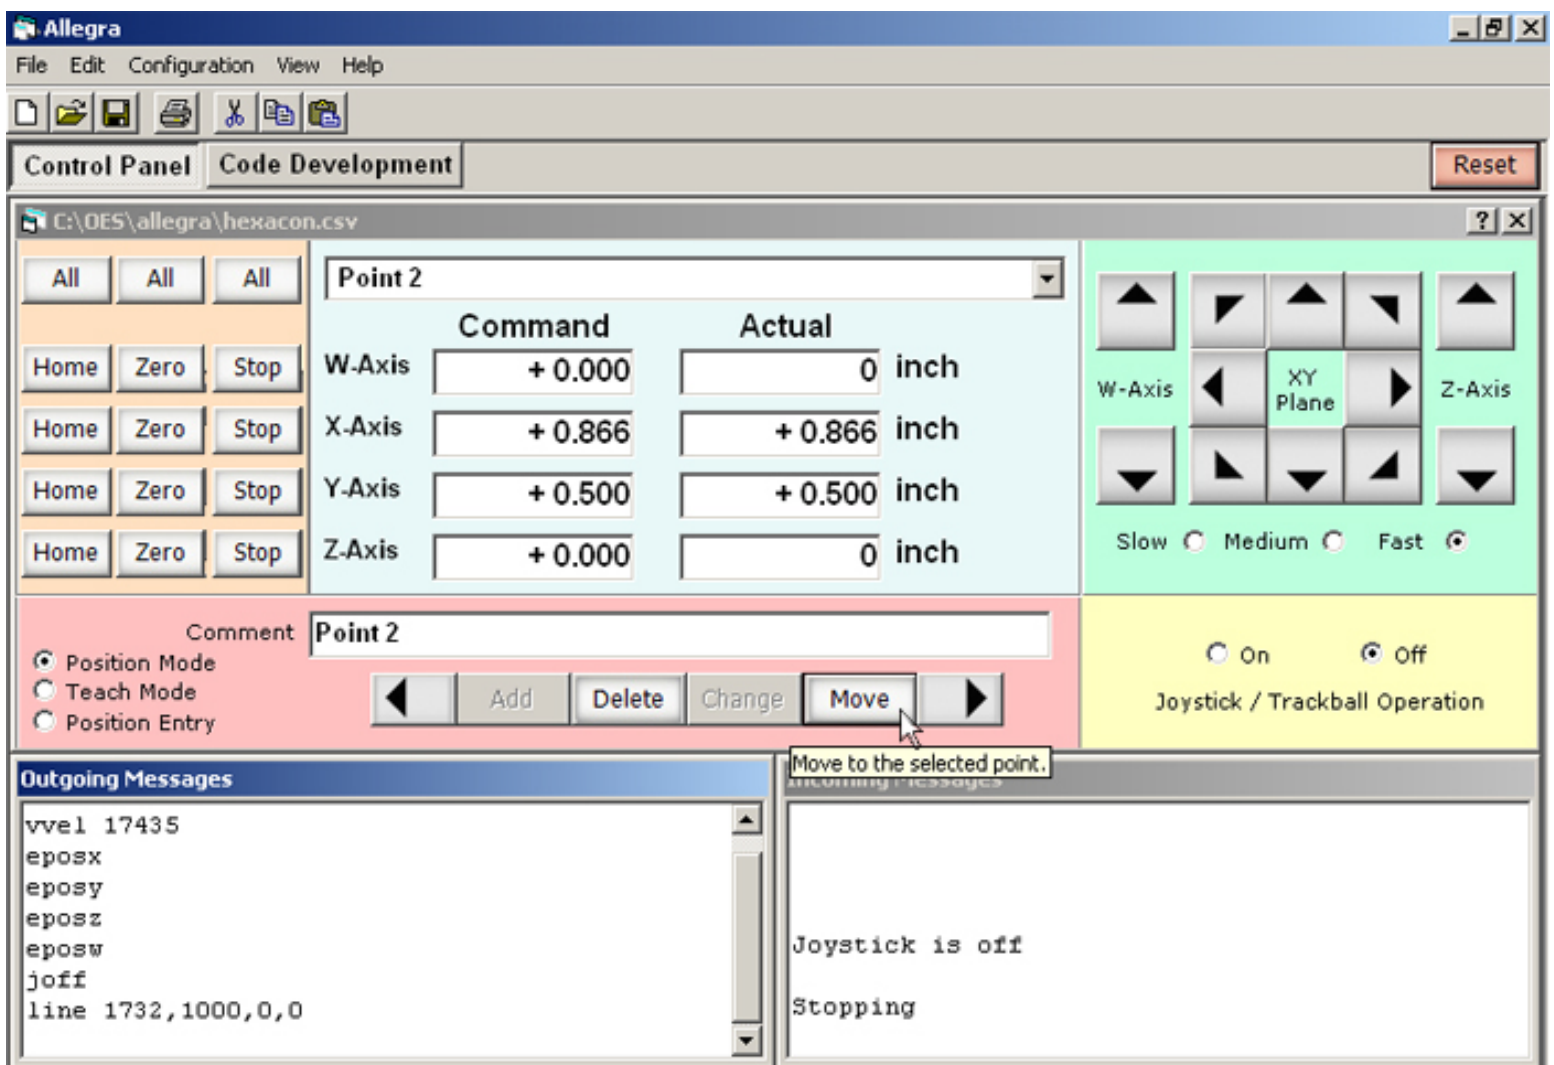 Allegra
File Edit Configuration View Help
Control Panel Code Development Reset
C:\OES\allegra\hexacon.csv
All All All
Point 2
Command Actual
Home Zero Stop W-Axis + 0.000 0 inch
Home Zero Stop X-Axis + 0.866 + 0.866 inch
Home Zero Stop Y-Axis + 0.500 + 0.500 inch
Home Zero Stop Z-Axis + 0.000 0 inch
W-Axis XY Plane Z-Axis
Slow Medium Fast
Comment Point 2
Position Mode
Teach Mode
Position Entry
Add Delete Change Move
Move to the selected point.
On Off
Joystick / Trackball Operation
Outgoing Messages
vvel 17435
eposx
eposy
eposz
eposw
joff
line 1732,1000,0,0
Incoming Messages
Joystick is off
Stopping